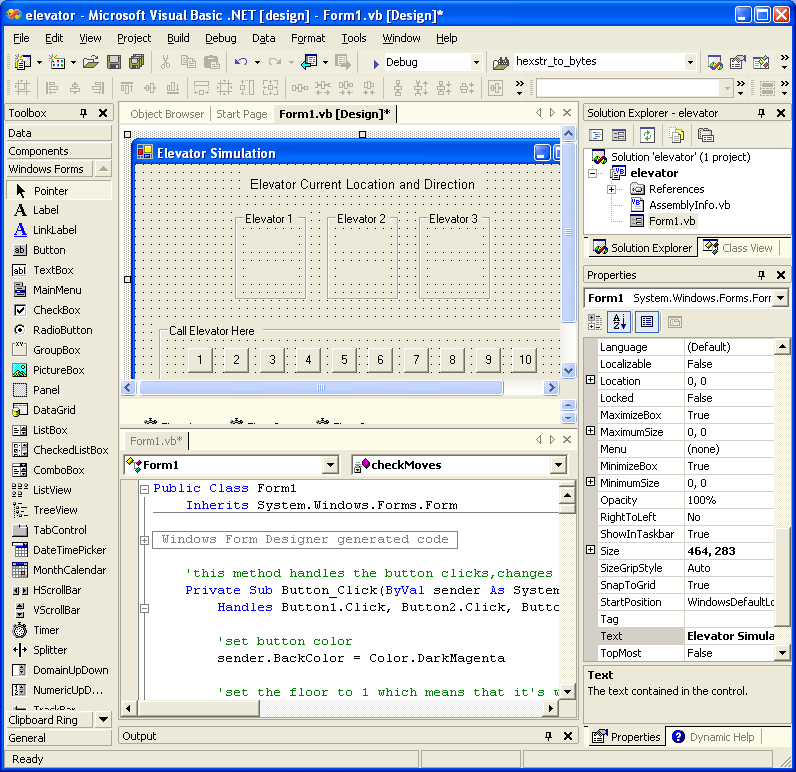 elevator - Microsoft Visual Basic .NET [design] - Form1.vb [Design]*
File Edit View Project Build Debug Data Format Tools Window Help
Debug hexstr_to_bytes
Toolbox
Data
Components
Windows Forms
Pointer
Label
LinkLabel
Button
TextBox
MainMenu
CheckBox
RadioButton
GroupBox
PictureBox
Panel
DataGrid
ListBox
CheckedListBox
ComboBox
ListView
TreeView
TabControl
DateTimePicker
MonthCalendar
HScrollBar
VScrollBar
Timer
Splitter
DomainUpDown
NumericUpD...
Clipboard Ring
General
Object Browser Start Page Form1.vb [Design]*
Elevator Simulation
Elevator Current Location and Direction
Elevator 1 Elevator 2 Elevator 3
Call Elevator Here
1 2 3 4 5 6 7 8 9 10
Form1.vb*
Form1 checkMoves
Public Class Form1
Inherits System.Windows.Forms.Form
Windows Form Designer generated code
'this method handles the button clicks,changes
Private Sub Button_Click(ByVal sender As System
Handles Button1.Click, Button2.Click, Butto
'set button color
sender.BackColor = Color.DarkMagenta
'set the floor to 1 which means that it's w
Output
Solution Explorer - elevator
Solution 'elevator' (1 project)
elevator
References
AssemblyInfo.vb
Form1.vb
Solution Explorer Class View
Properties
Form1 System.Windows.Forms.Forr
Language (Default)
Localizable False
Location 0, 0
Locked False
MaximizeBox True
MaximumSize 0, 0
Menu (none)
MinimizeBox True
MinimumSize 0, 0
Opacity 100%
RightToLeft No
ShowInTaskbar True
Size 464, 283
SizeGripStyle Auto
SnapToGrid True
StartPosition WindowsDefaultLo
Tag
Text Elevator Simula
TopMost False
Text
The text contained in the control.
Properties Dynamic Help
Ready